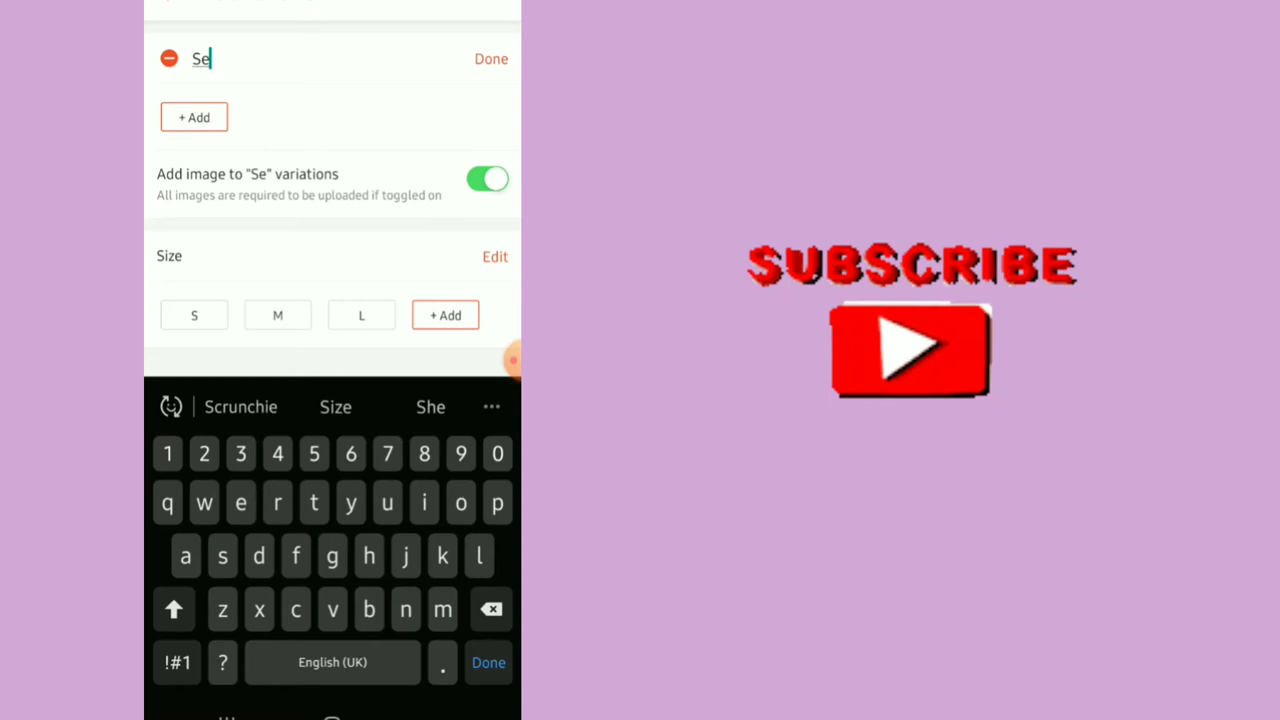 Se
Done
+ Add
Add image to "Se" variations
All images are required to be uploaded if toggled on
Size
Edit
S M L + Add
Scrunchie Size She ...
1 2 3 4 5 6 7 8 9 0
q w e r t y u i o p
a s d f g h j k l
z x c v b n m
!#1 ? English (UK) . Done
SUBSCRIBE